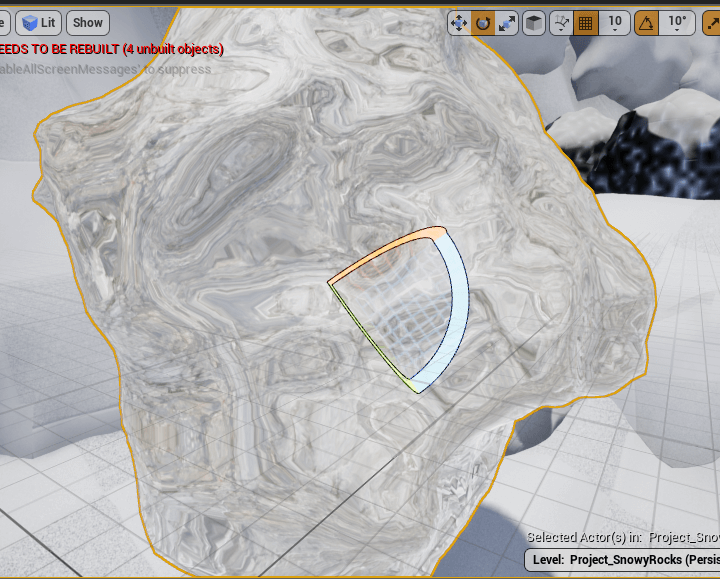 e Lit Show 10 10°
EEDS TO BE REBUILT (4 unbuilt objects)
ableAllScreenMessages' to suppress
Selected Actor(s) in: Project_Snow
Level: Project_SnowyRocks (Persis